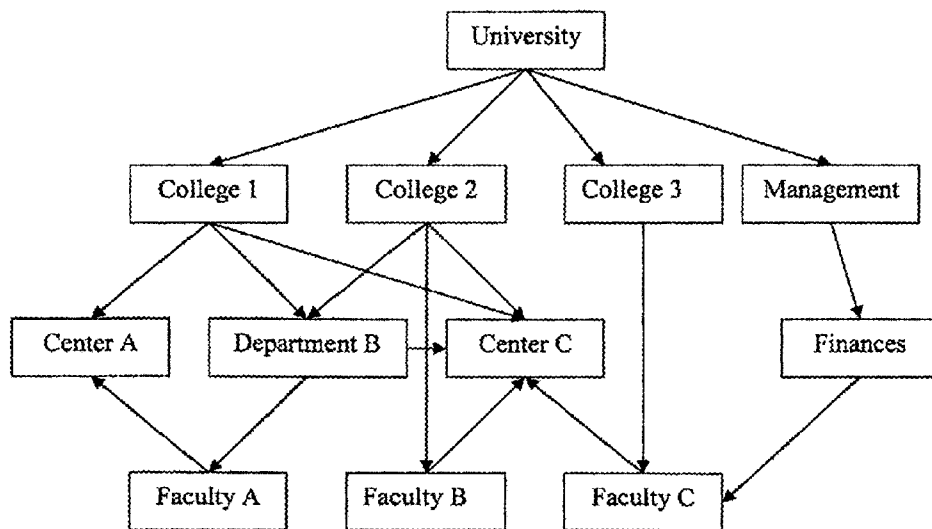 University
College 1
College 2
College 3
Management
Center A
Department B
Center C
Finances
Faculty A
Faculty B
Faculty C